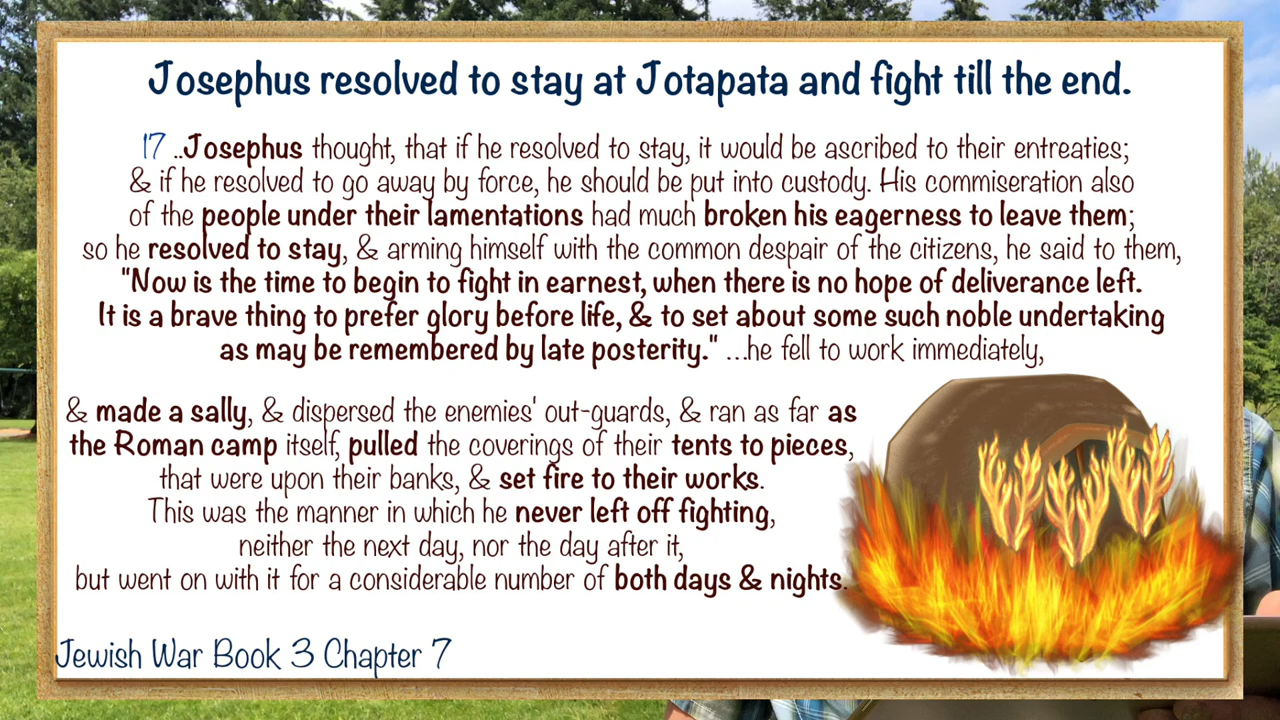 Josephus resolved to stay at Jotapata and fight till the end.
17 ..Josephus thought, that if he resolved to stay, it would be ascribed to their entreaties;
& if he resolved to go away by force, he should be put into custody. His commiseration also
of the people under their lamentations had much broken his eagerness to leave them;
so he resolved to stay, & arming himself with the common despair of the citizens, he said to them,
"Now is the time to begin to fight in earnest, when there is no hope of deliverance left.
It is a brave thing to prefer glory before life, & to set about some such noble undertaking
as may be remembered by late posterity." ...he fell to work immediately,
& made a sally, & dispersed the enemies' out-guards, & ran as far as
the Roman camp itself, pulled the coverings of their tents to pieces,
that were upon their banks, & set fire to their works.
This was the manner in which he never left off fighting,
neither the next day, nor the day after it,
but went on with it for a considerable number of both days & nights.
Jewish War Book 3 Chapter 7